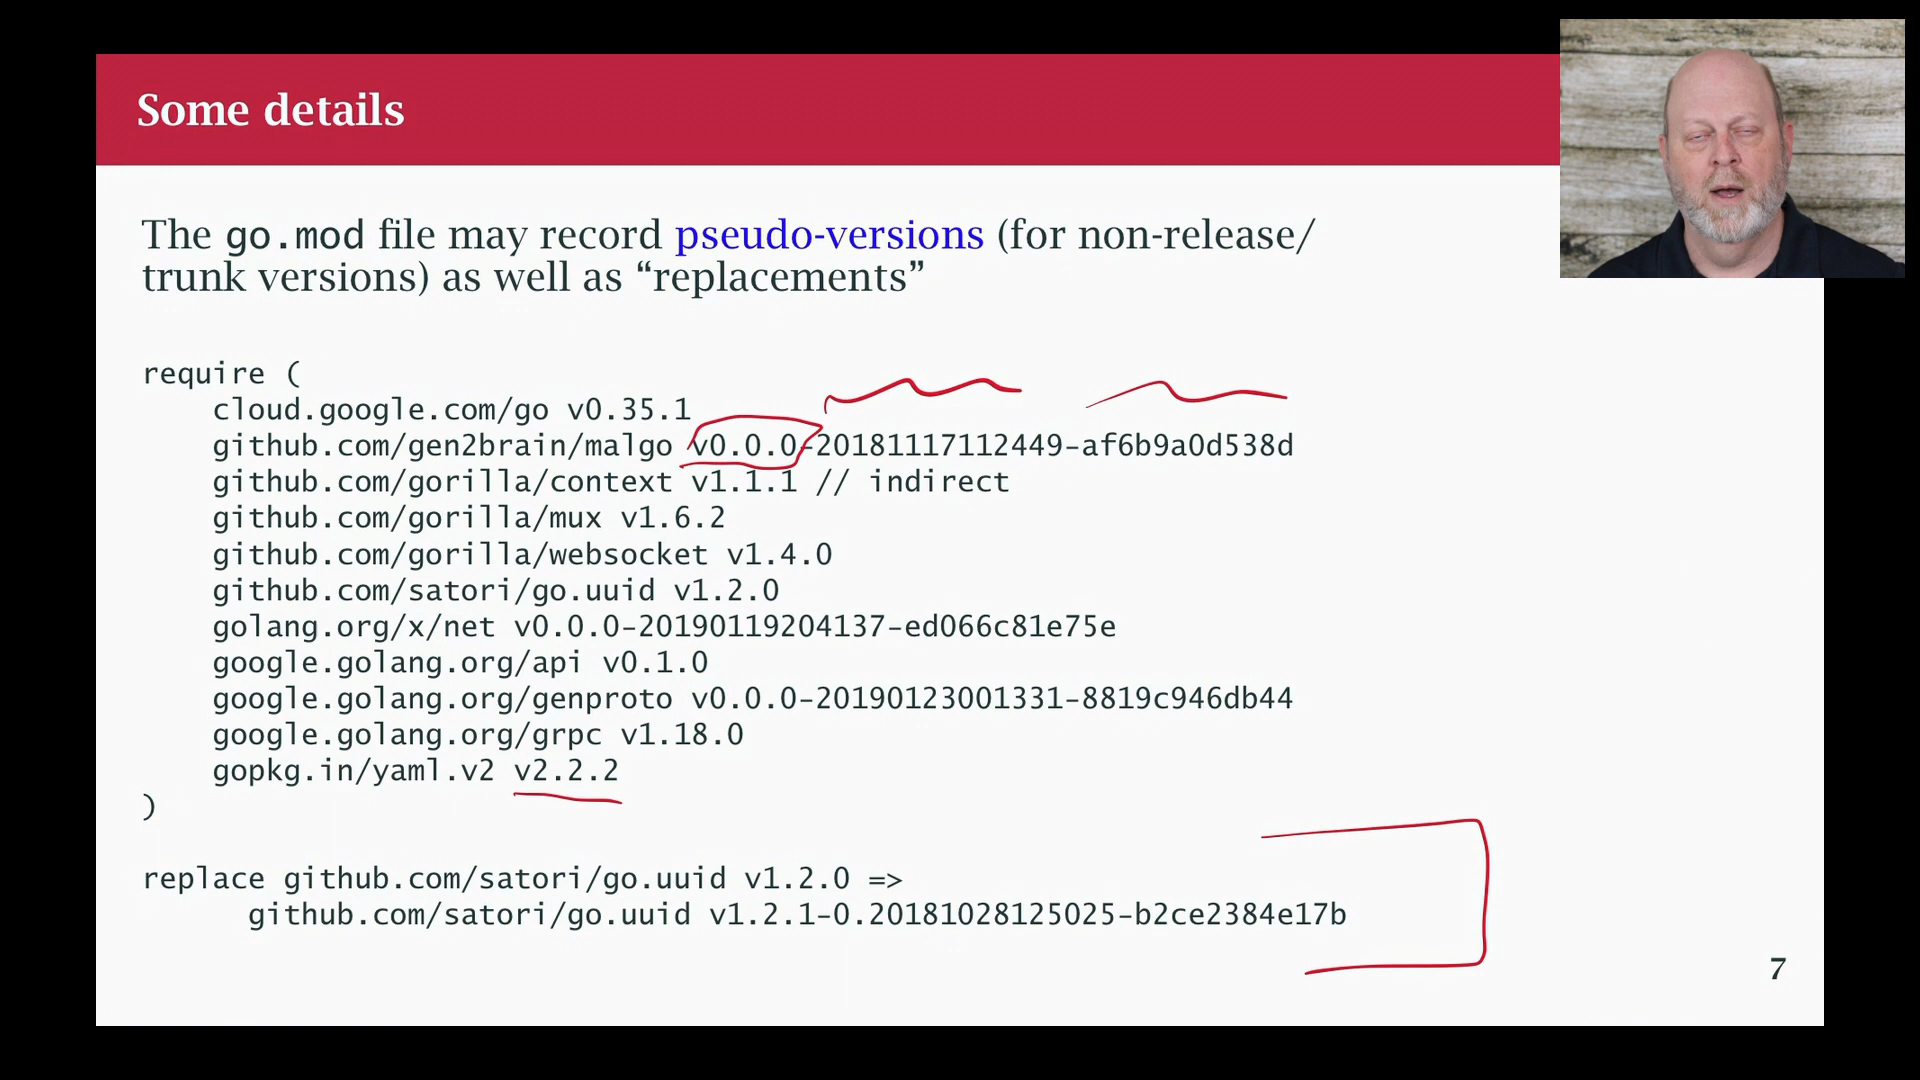 Some details
The go.mod file may record pseudo-versions (for non-release/
trunk versions) as well as “replacements”
require (
cloud.google.com/go v0.35.1
github.com/gen2brain/malgo v0.0.0-20181117112449-af6b9a0d538d
github.com/gorilla/context v1.1.1 // indirect
github.com/gorilla/mux v1.6.2
github.com/gorilla/websocket v1.4.0
github.com/satori/go.uuid v1.2.0
golang.org/x/net v0.0.0-20190119204137-ed066c81e75e
google.golang.org/api v0.1.0
google.golang.org/genproto v0.0.0-20190123001331-8819c946db44
google.golang.org/grpc v1.18.0
gopkg.in/yaml.v2 v2.2.2
)
replace github.com/satori/go.uuid v1.2.0 =>
github.com/satori/go.uuid v1.2.1-0.20181028125025-b2ce2384e17b
7